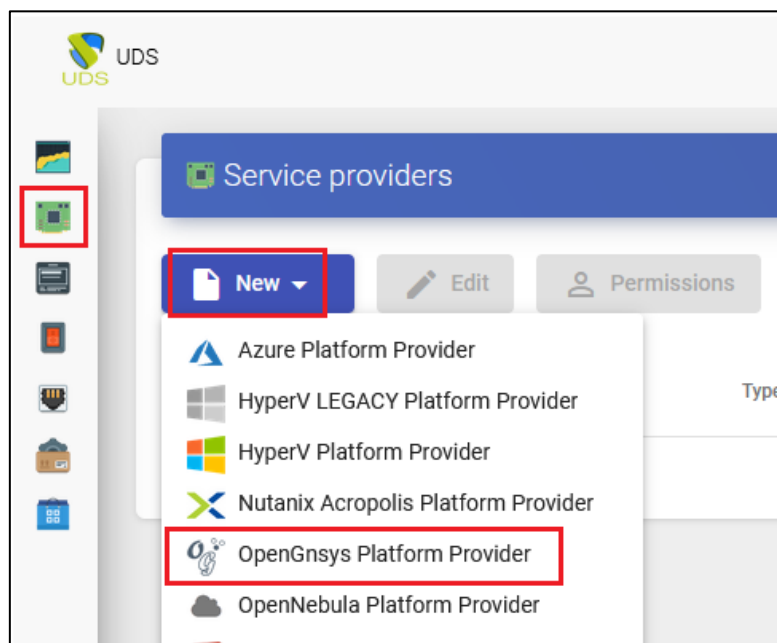 UDS
UDS
Service providers
New
Edit
Permissions
Azure Platform Provider
HyperV LEGACY Platform Provider
Type
HyperV Platform Provider
Nutanix Acropolis Platform Provider
OpenGnsys Platform Provider
OpenNebula Platform Provider